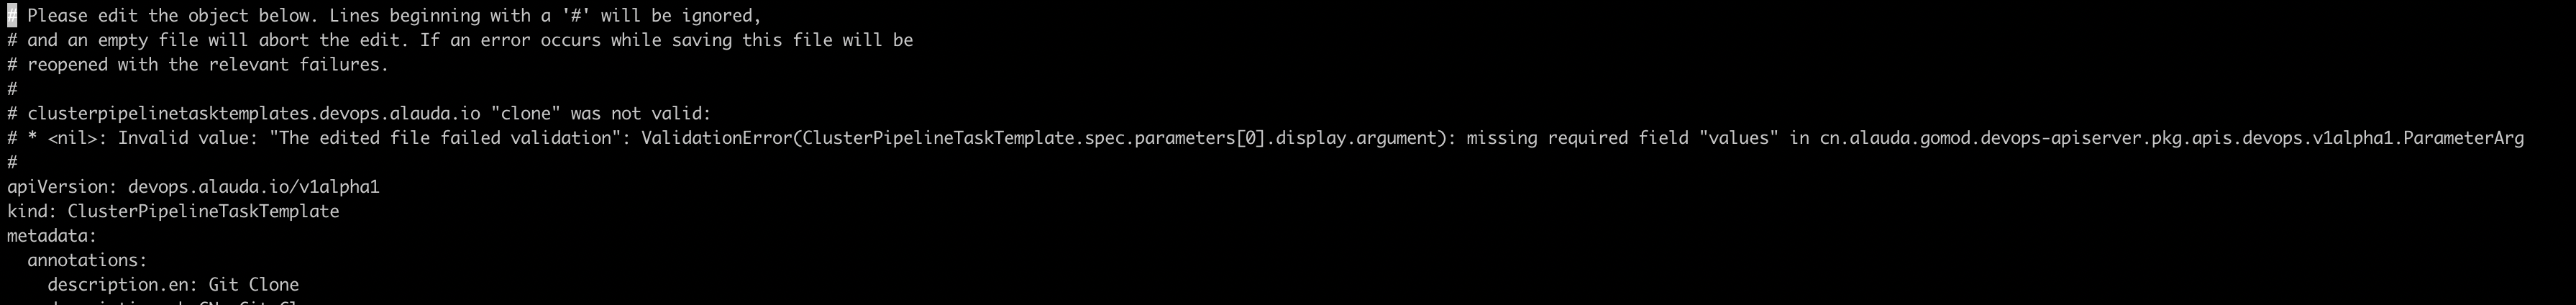 # Please edit the object below. Lines beginning with a '#' will be ignored,
# and an empty file will abort the edit. If an error occurs while saving this file will be
# reopened with the relevant failures.
#
# clusterpipelinetasktemplates.devops.alauda.io "clone" was not valid:
# * <nil>: Invalid value: "The edited file failed validation": ValidationError(ClusterPipelineTaskTemplate.spec.parameters[0].display.argument): missing required field "values" in cn.alauda.gomod.devops-apiserver.pkg.apis.devops.v1alpha1.ParameterArg
#
apiVersion: devops.alauda.io/v1alpha1
kind: ClusterPipelineTaskTemplate
metadata:
  annotations:
    description.en: Git Clone